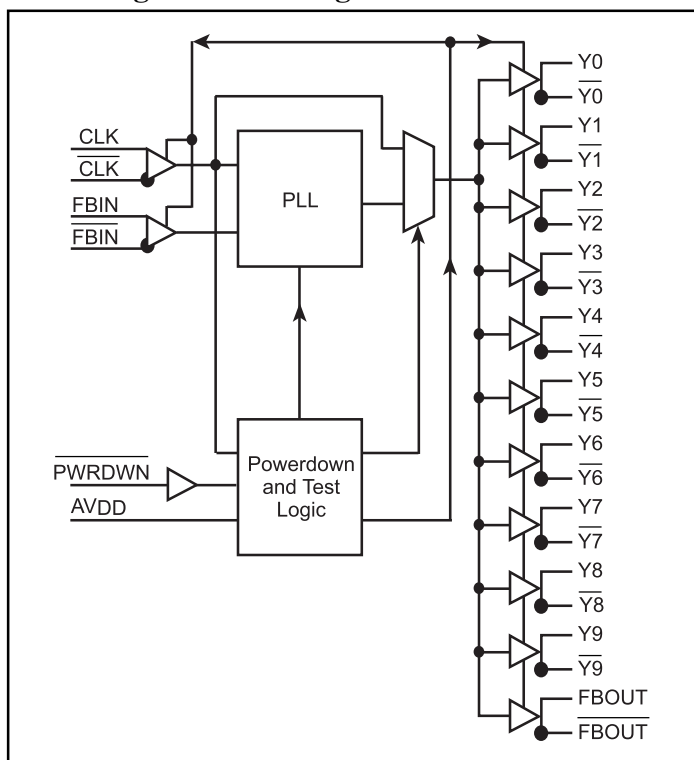 CLK
CLK
FBIN
FBIN
PLL
PWRDWN
AVDD
Powerdown
and Test
Logic
Y0
Y0
Y1
Y1
Y2
Y2
Y3
Y3
Y4
Y4
Y5
Y5
Y6
Y6
Y7
Y7
Y8
Y8
Y9
Y9
FBOUT
FBOUT